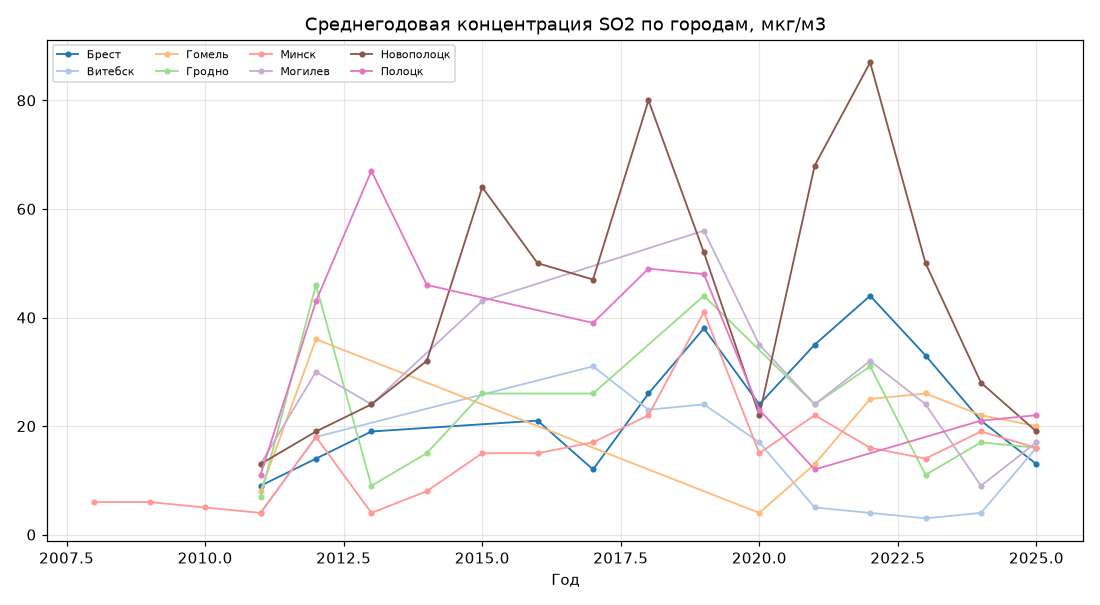 Среднегодовая концентрация SO2 по городам, мкг/м3
Брест Гомель Минск Новополоцк
Витебск Гродно Могилев Полоцк
80
60
40
20
0
2007.5 2010.0 2012.5 2015.0 2017.5 2020.0 2022.5 2025.0
Год